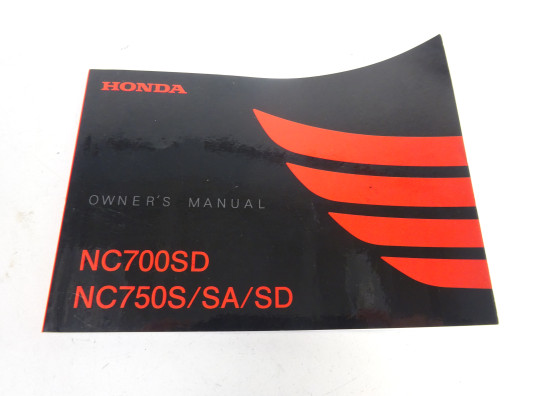 HONDA
OWNER'S MANUAL
NC700SD
NC750S/SA/SD